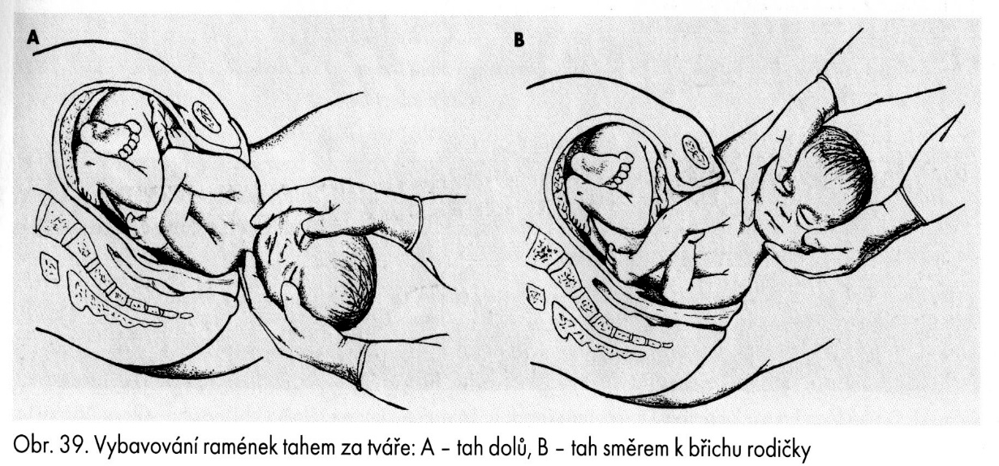 A
B
Obr. 39. Vybavování ramének tahem za tváře: A – tah dolů, B – tah směrem k břichu rodičky